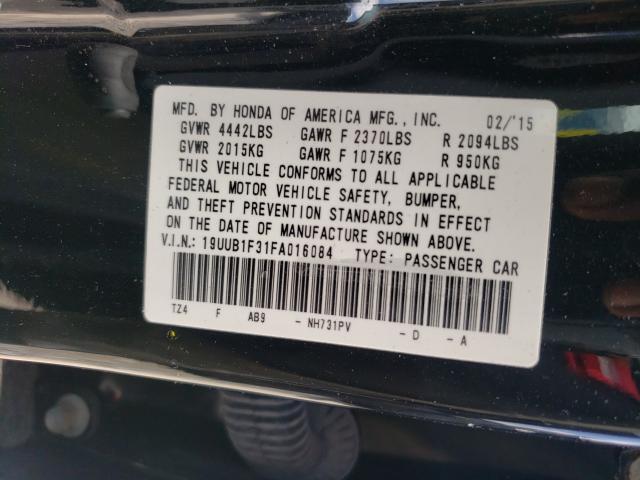 MFD. BY HONDA OF AMERICA MFG., INC. 02/'15
GVWR 4442LBS GAWR F 2370LBS R 2094LBS
GVWR 2015KG GAWR F 1075KG R 950KG
THIS VEHICLE CONFORMS TO ALL APPLICABLE
FEDERAL MOTOR VEHICLE SAFETY, BUMPER,
AND THEFT PREVENTION STANDARDS IN EFFECT
ON THE DATE OF MANUFACTURE SHOWN ABOVE.
V.I.N.: 19UUB1F31FA016084 TYPE: PASSENGER CAR
TZ4 F AB9 - NH731PV - D - A